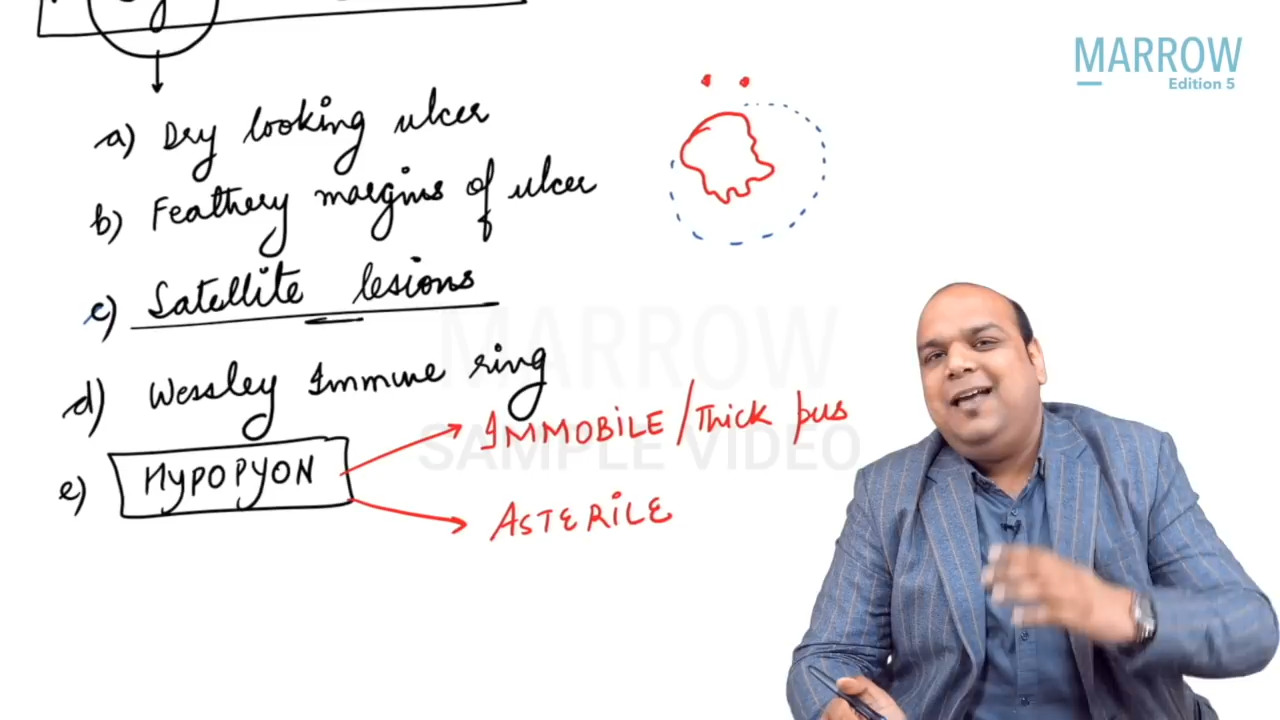 MARROW
Edition 5
a) Dry looking ulcer
b) Feathery margins of ulcer
c) Satellite lesions
d) Wessley Immune ring
e) HYPOPYON
IMMOBILE / Thick pus
ASTERILE
MARROW
SAMPLE VIDEO